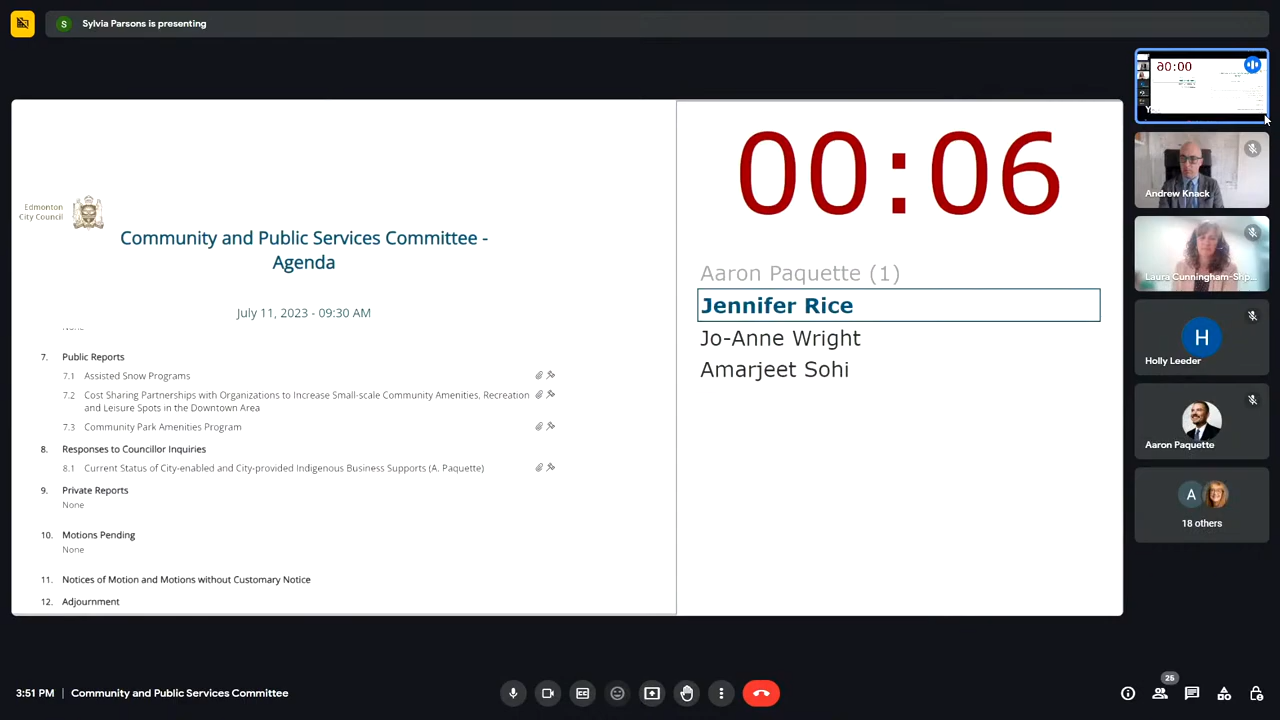 S Sylvia Parsons is presenting
Edmonton
City Council
Community and Public Services Committee -
Agenda
July 11, 2023 - 09:30 AM
None
7. Public Reports
7.1 Assisted Snow Programs
7.2 Cost Sharing Partnerships with Organizations to Increase Small-scale Community Amenities, Recreation
and Leisure Spots in the Downtown Area
7.3 Community Park Amenities Program
8. Responses to Councillor Inquiries
8.1 Current Status of City-enabled and City-provided Indigenous Business Supports (A. Paquette)
9. Private Reports
None
10. Motions Pending
None
11. Notices of Motion and Motions without Customary Notice
12. Adjournment
00:06
Aaron Paquette (1)
Jennifer Rice
Jo-Anne Wright
Amarjeet Sohi
Andrew Knack
Laura Cunningham-Shp...
H
Holly Leeder
Aaron Paquette
A
18 others
3:51 PM | Community and Public Services Committee
25